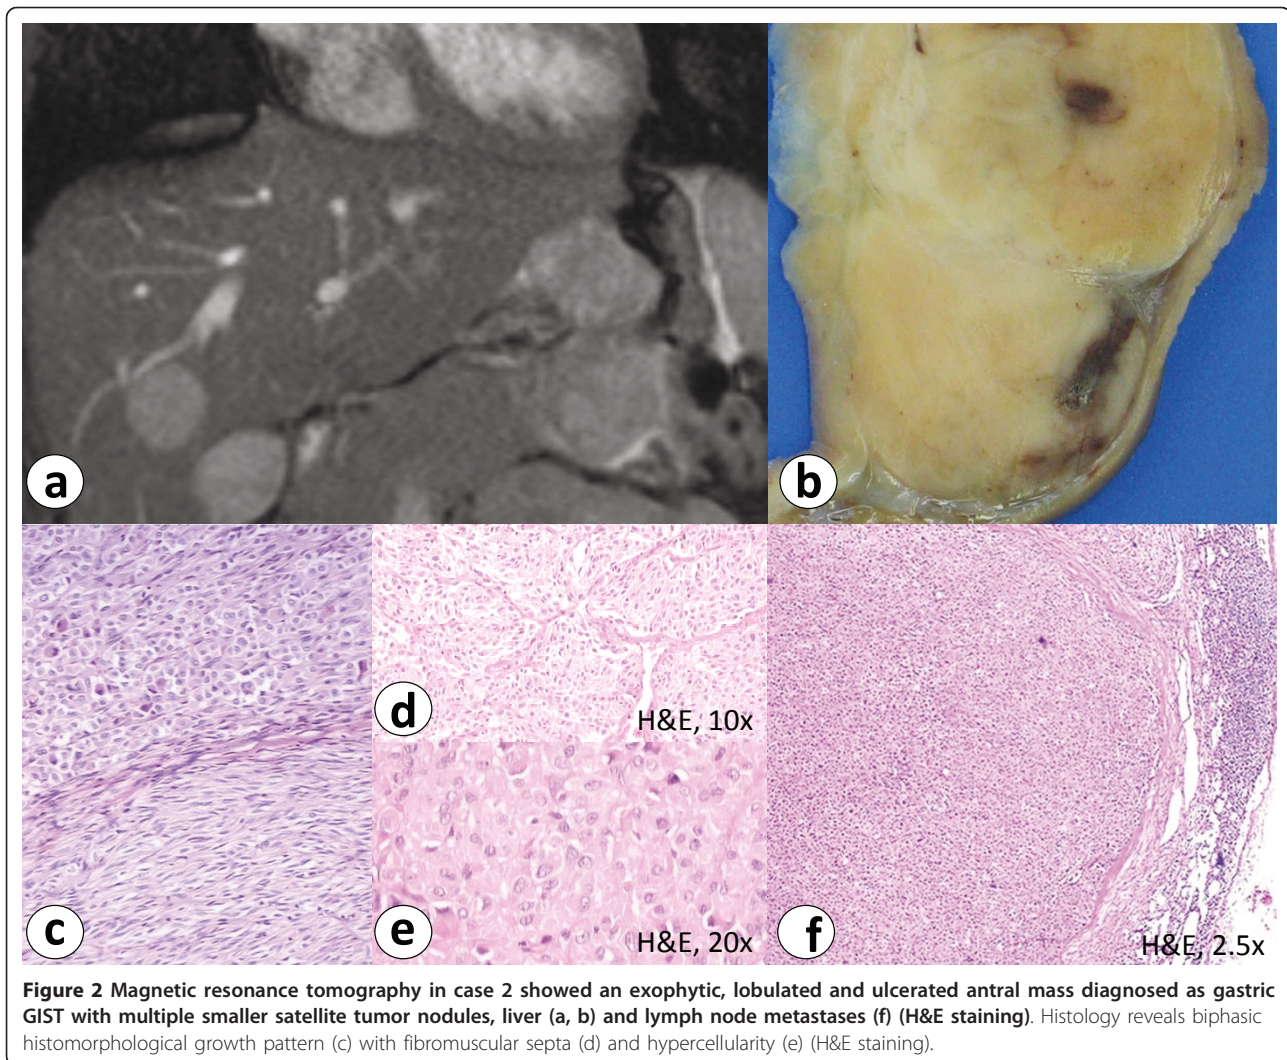 a
b
c
d
H&E, 10x
e
H&E, 20x
f
H&E, 2.5x
Figure 2 Magnetic resonance tomography in case 2 showed an exophytic, lobulated and ulcerated antral mass diagnosed as gastric
GIST with multiple smaller satellite tumor nodules, liver (a, b) and lymph node metastases (f) (H&E staining). Histology reveals biphasic
histomorphological growth pattern (c) with fibromuscular septa (d) and hypercellularity (e) (H&E staining).